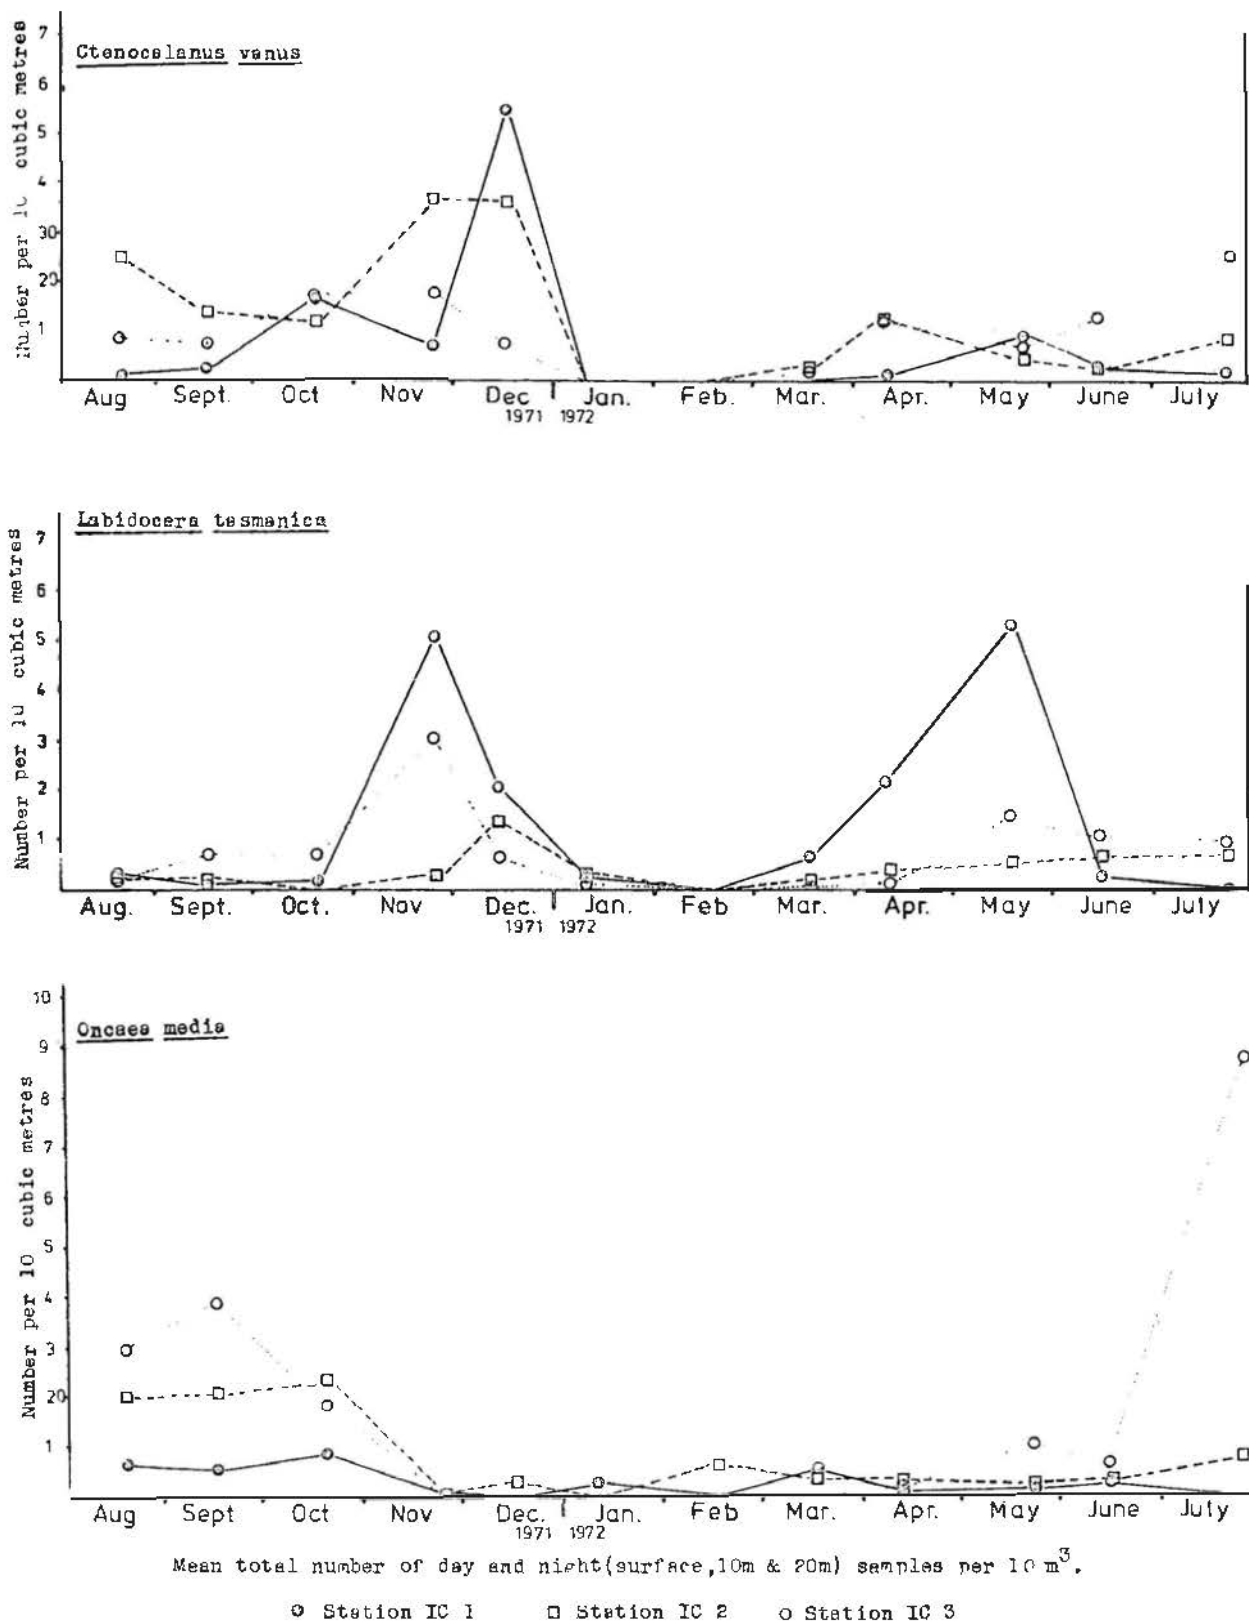 Ctenocalanus vanus
Number per 10 cubic metres
7
6
5
4
30
20
1
Aug Sept. Oct Nov Dec Jan. Feb. Mar. Apr. May June July
1971 1972
Labidocera tasmanica
Number per 10 cubic metres
7
6
5
4
3
2
1
Aug. Sept. Oct. Nov Dec. Jan. Feb Mar. Apr. May June July
1971 1972
Oncaea media
Number per 10 cubic metres
10
9
8
7
6
5
4
3
20
1
Aug Sept Oct Nov Dec. Jan. Feb Mar. Apr. May June July
1971 1972
Mean total number of day and night(surface,10m & 20m) samples per 10 m³.
Station IC 1 Station IC 2 Station IC 3